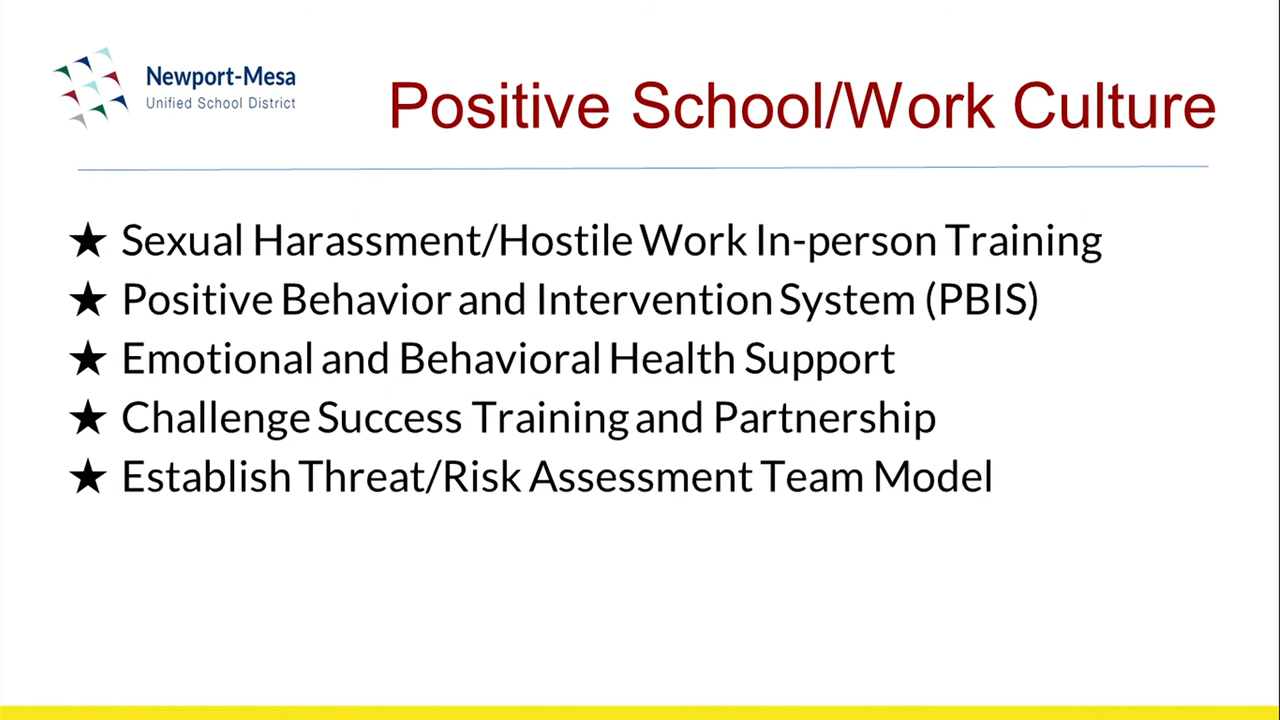 Newport-Mesa
Unified School District
Positive School/Work Culture
★ Sexual Harassment/Hostile Work In-person Training
★ Positive Behavior and Intervention System (PBIS)
★ Emotional and Behavioral Health Support
★ Challenge Success Training and Partnership
★ Establish Threat/Risk Assessment Team Model